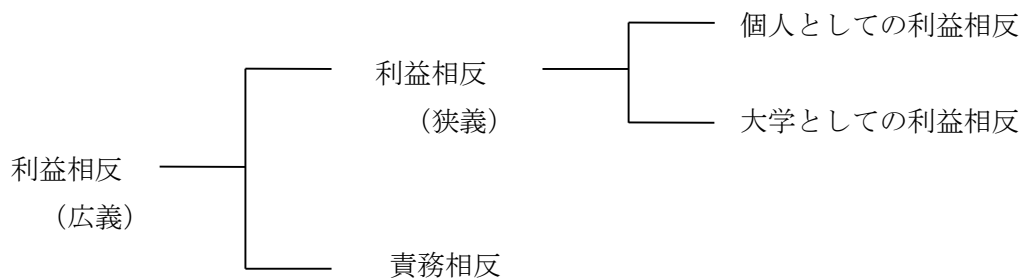 個人としての利益相反
利益相反
（狭義）
大学としての利益相反
利益相反
（広義）
責務相反